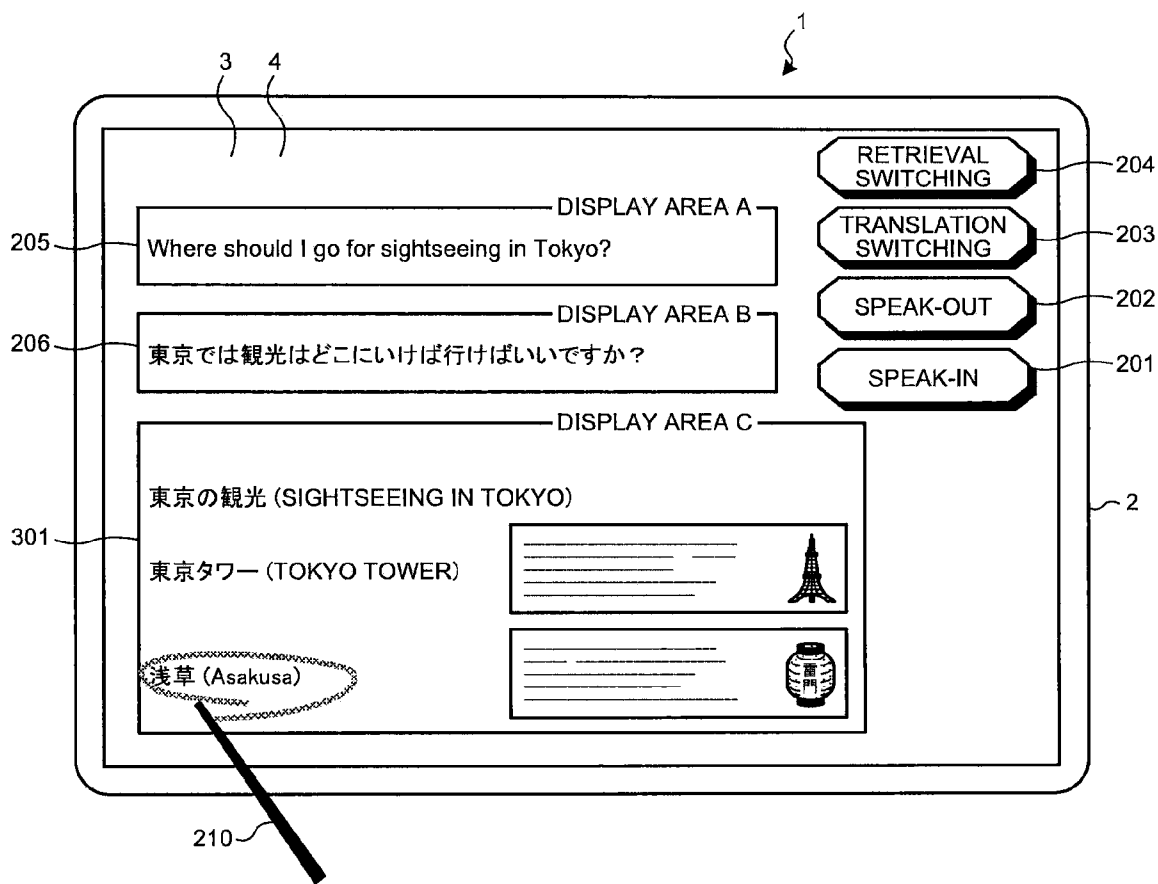 1
3 4
RETRIEVAL
SWITCHING
204
DISPLAY AREA A
TRANSLATION
SWITCHING
203
205
Where should I go for sightseeing in Tokyo?
DISPLAY AREA B
SPEAK-OUT
202
206
東京では観光はどこにいけば行けばいいですか？
SPEAK-IN
201
DISPLAY AREA C
東京の観光 (SIGHTSEEING IN TOKYO)
2
301
東京タワー (TOKYO TOWER)
浅草 (Asakusa)
雷門
210